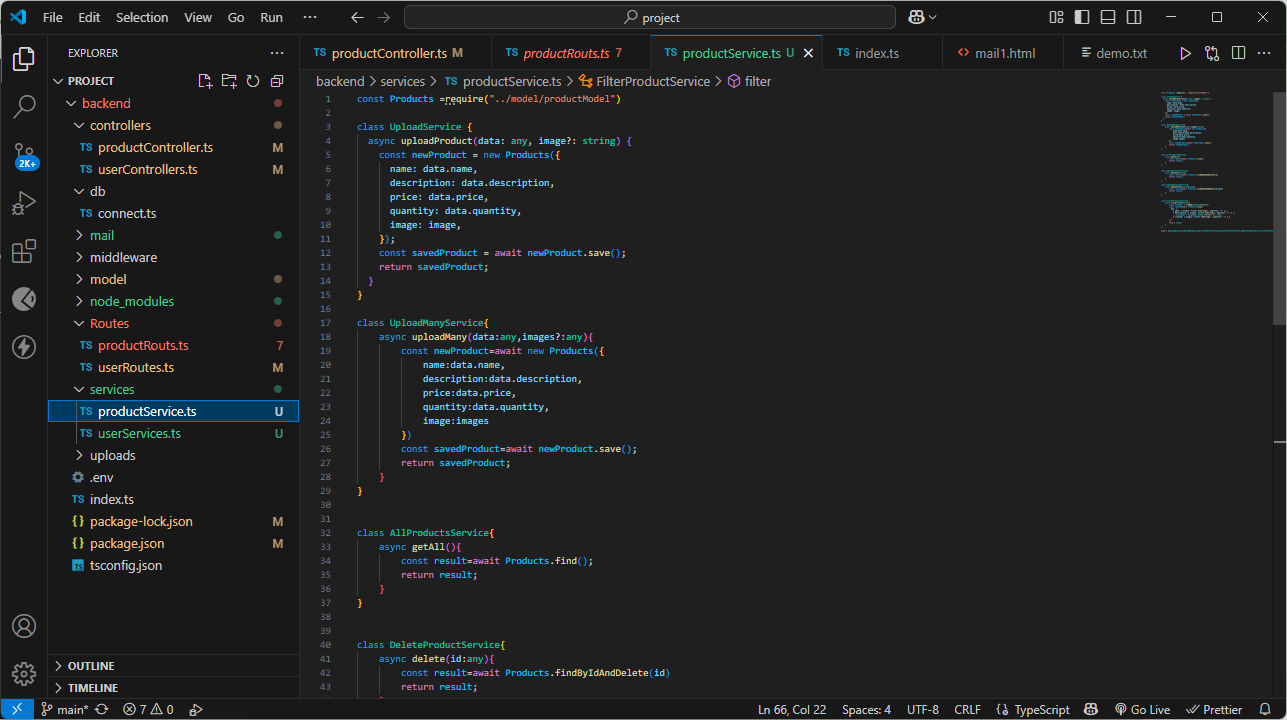 File Edit Selection View Go Run ··· project
EXPLORER ···
PROJECT
backend
controllers
TS productController.ts M
TS userControllers.ts M
db
TS connect.ts
mail
middleware
model
node_modules
Routes
TS productRouts.ts 7
TS userRoutes.ts M
services
TS productService.ts U
TS userServices.ts U
uploads
.env
TS index.ts
{} package-lock.json M
{} package.json M
TS tsconfig.json
OUTLINE
TIMELINE
2K+
TS productController.ts M TS productRouts.ts 7 TS productService.ts U TS index.ts <> mail1.html demo.txt ···
backend > services > TS productService.ts > FilterProductService > filter
1 const Products =require("../model/productModel")
2
3 class UploadService {
4 async uploadProduct(data: any, image?: string) {
5 const newProduct = new Products({
6 name: data.name,
7 description: data.description,
8 price: data.price,
9 quantity: data.quantity,
10 image: image,
11 });
12 const savedProduct = await newProduct.save();
13 return savedProduct;
14 }
15 }
16
17 class UploadManyService{
18 async uploadMany(data:any,images?:any){
19 const newProduct=await new Products({
20 name:data.name,
21 description:data.description,
22 price:data.price,
23 quantity:data.quantity,
24 image:images
25 })
26 const savedProduct=await newProduct.save();
27 return savedProduct;
28 }
29 }
30
31
32 class AllProductsService{
33 async getAll(){
34 const result=await Products.find();
35 return result;
36 }
37 }
38
39
40 class DeleteProductService{
41 async delete(id:any){
42 const result=await Products.findByIdAndDelete(id)
43 return result;
main* 7 0 Ln 66, Col 22 Spaces: 4 UTF-8 CRLF {} TypeScript Go Live Prettier